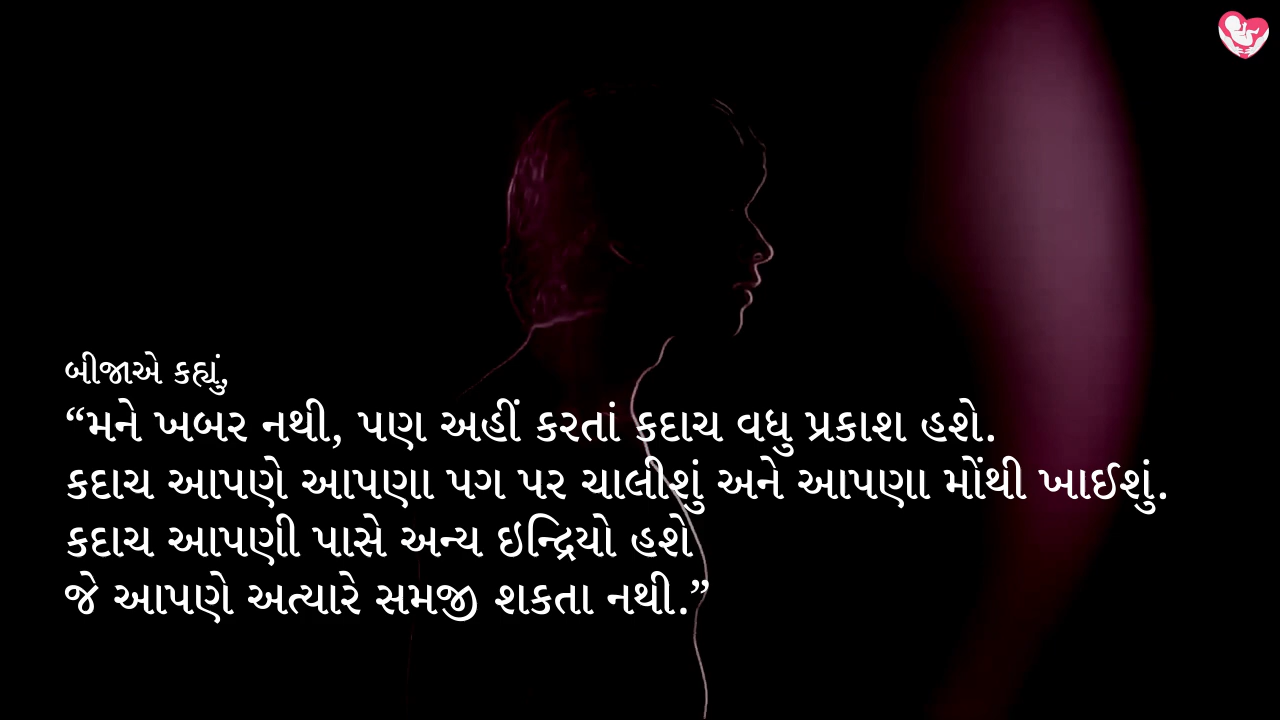 બીજાએ કહ્યું,
“મને ખબર નથી, પણ અહીં કરતાં કદાચ વધુ પ્રકાશ હશે.
કદાચ આપણે આપણા પગ પર ચાલીશું અને આપણા મોંથી ખાઈશું.
કદાચ આપણી પાસે અન્ય ઇન્દ્રિયો હશે
જે આપણે અત્યારે સમજી શકતા નથી.”